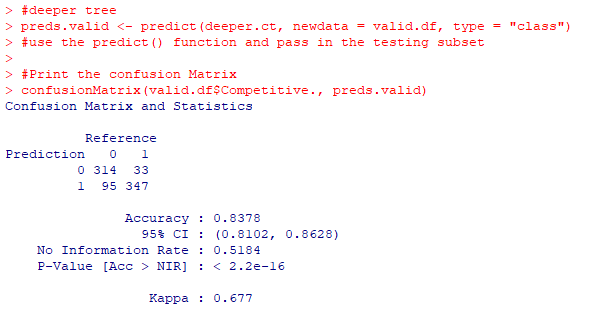 > #deeper tree
> preds.valid <- predict(deeper.ct, newdata = valid.df, type = "class")
> #use the predict() function and pass in the testing subset
>
> #Print the confusion Matrix
> confusionMatrix(valid.df$Competitive., preds.valid)
Confusion Matrix and Statistics
Reference
Prediction 0 1
0 314 33
1 95 347
Accuracy : 0.8378
95% CI : (0.8102, 0.8628)
No Information Rate : 0.5184
P-Value [Acc > NIR] : < 2.2e-16
Kappa : 0.677